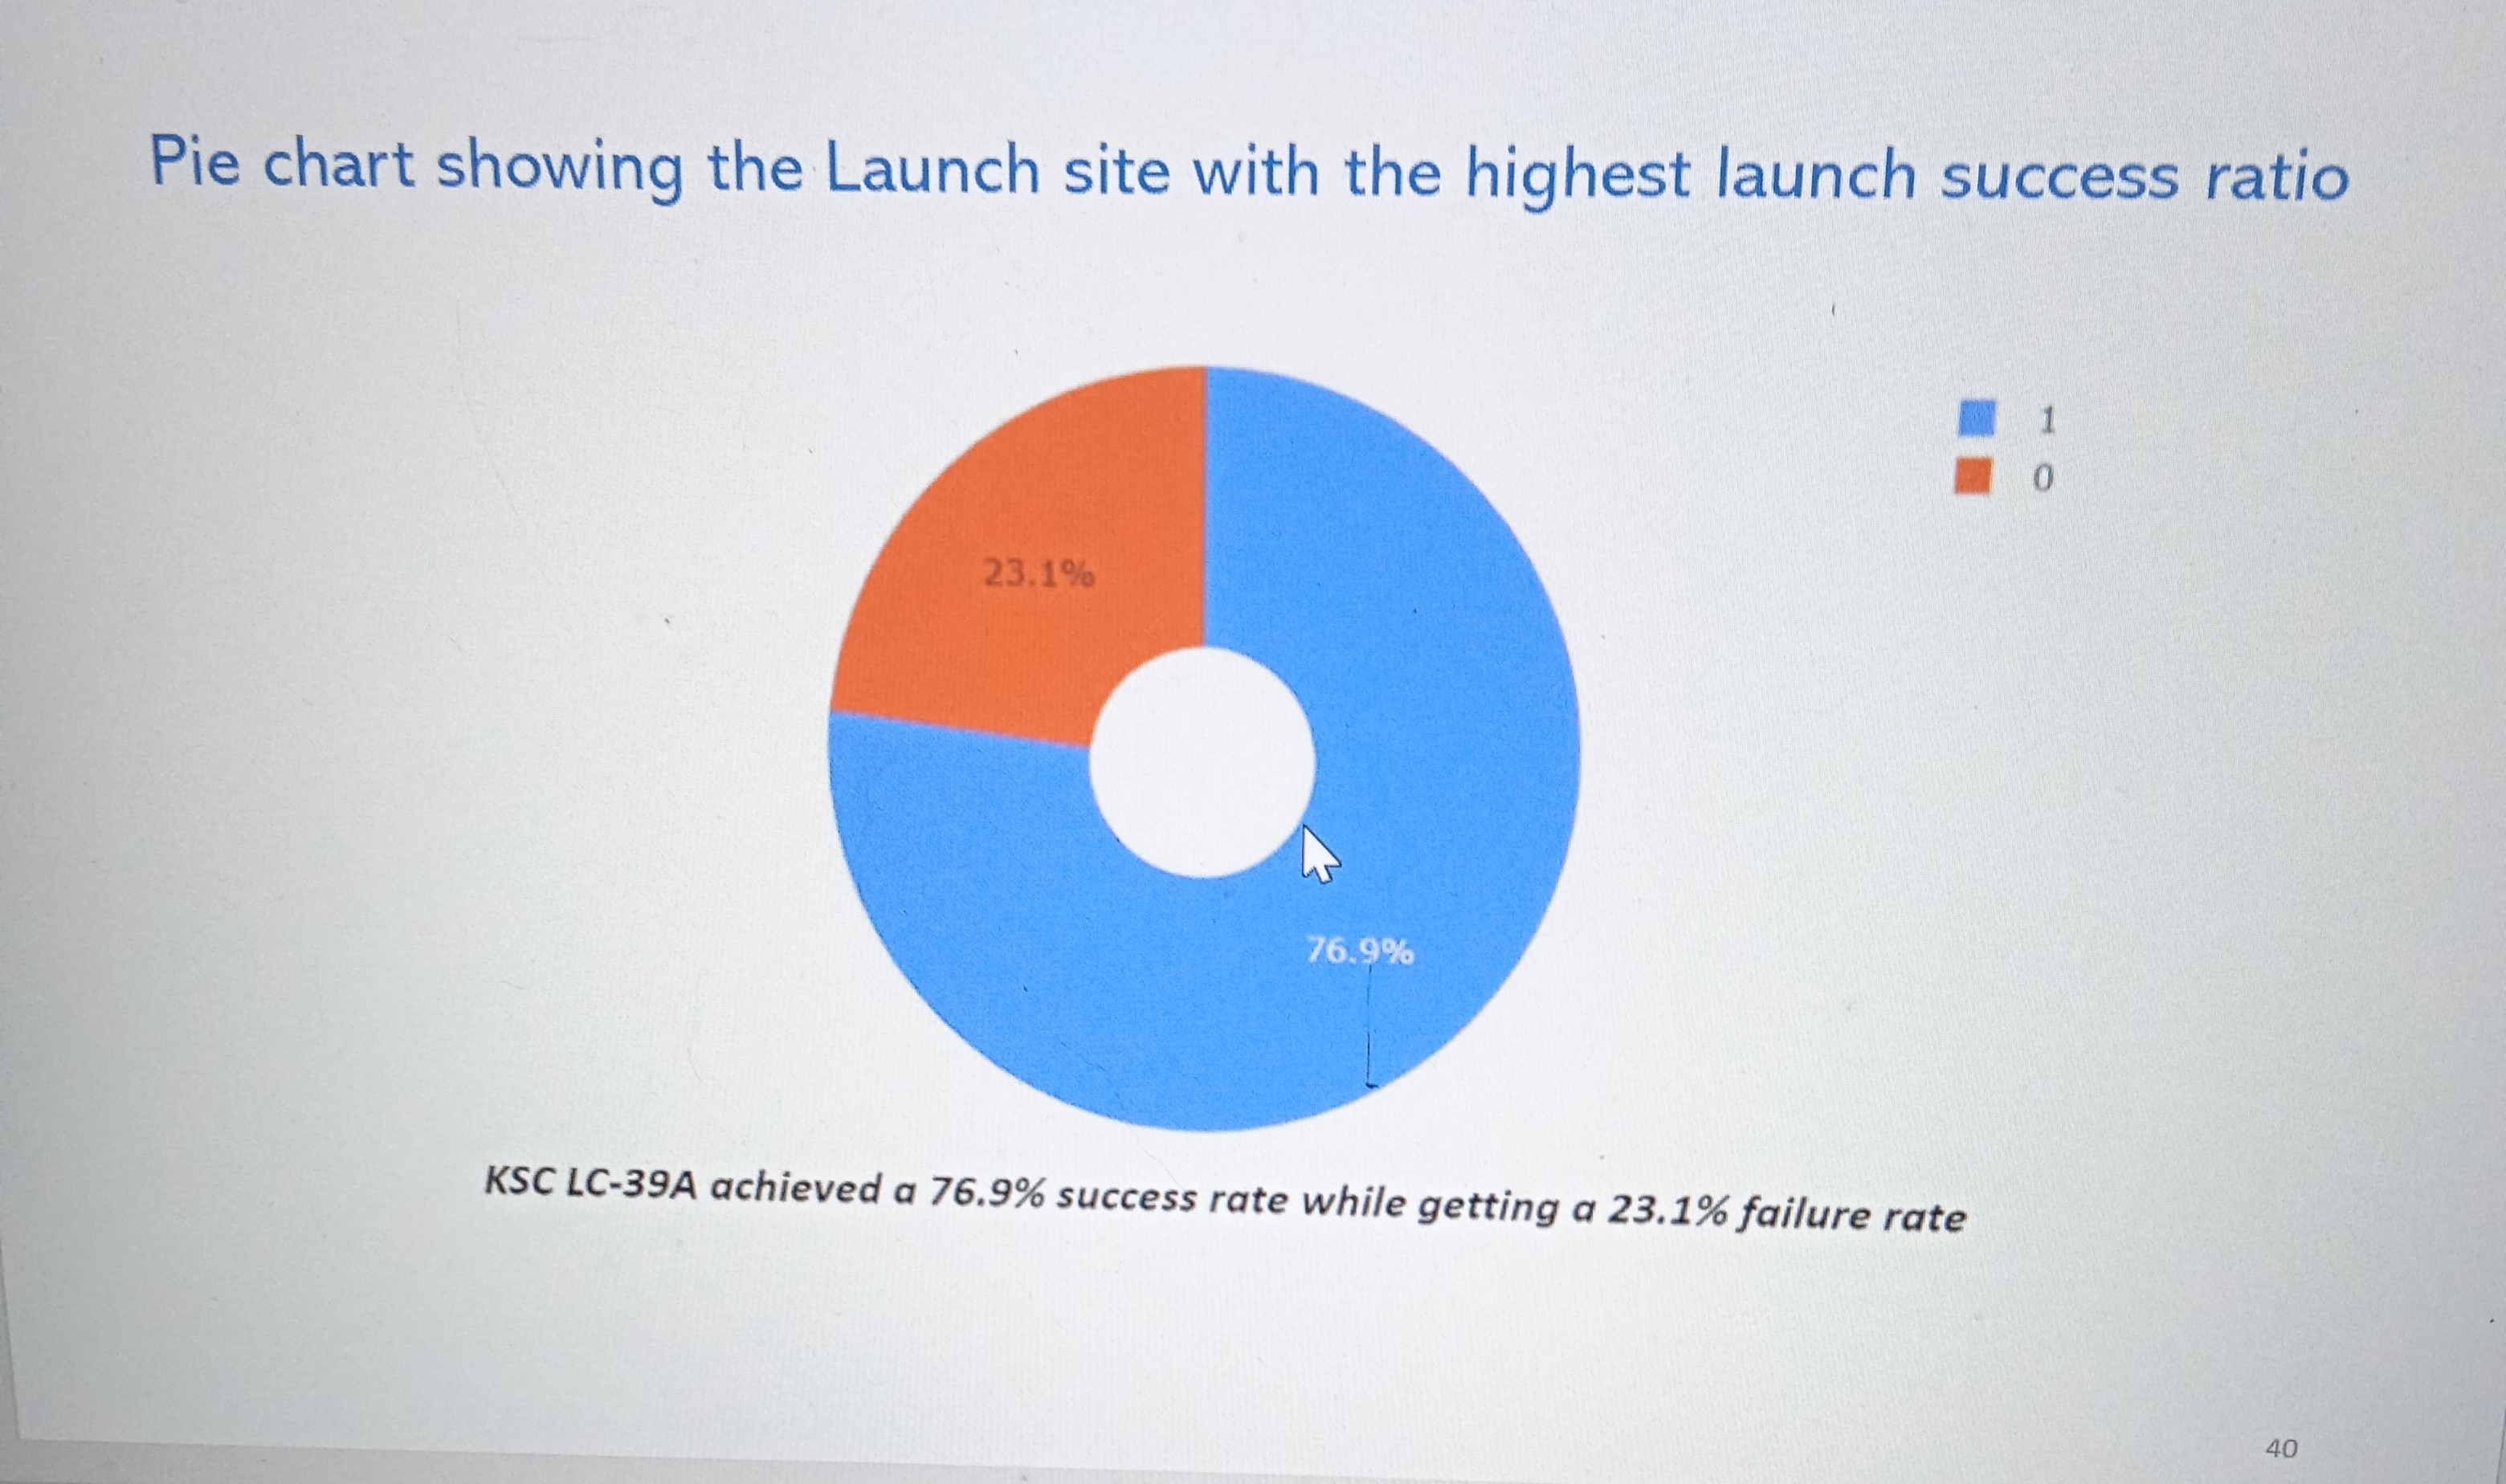 Pie chart showing the Launch site with the highest launch success ratio
1
0
23.1%
76.9%
KSC LC-39A achieved a 76.9% success rate while getting a 23.1% failure rate
40